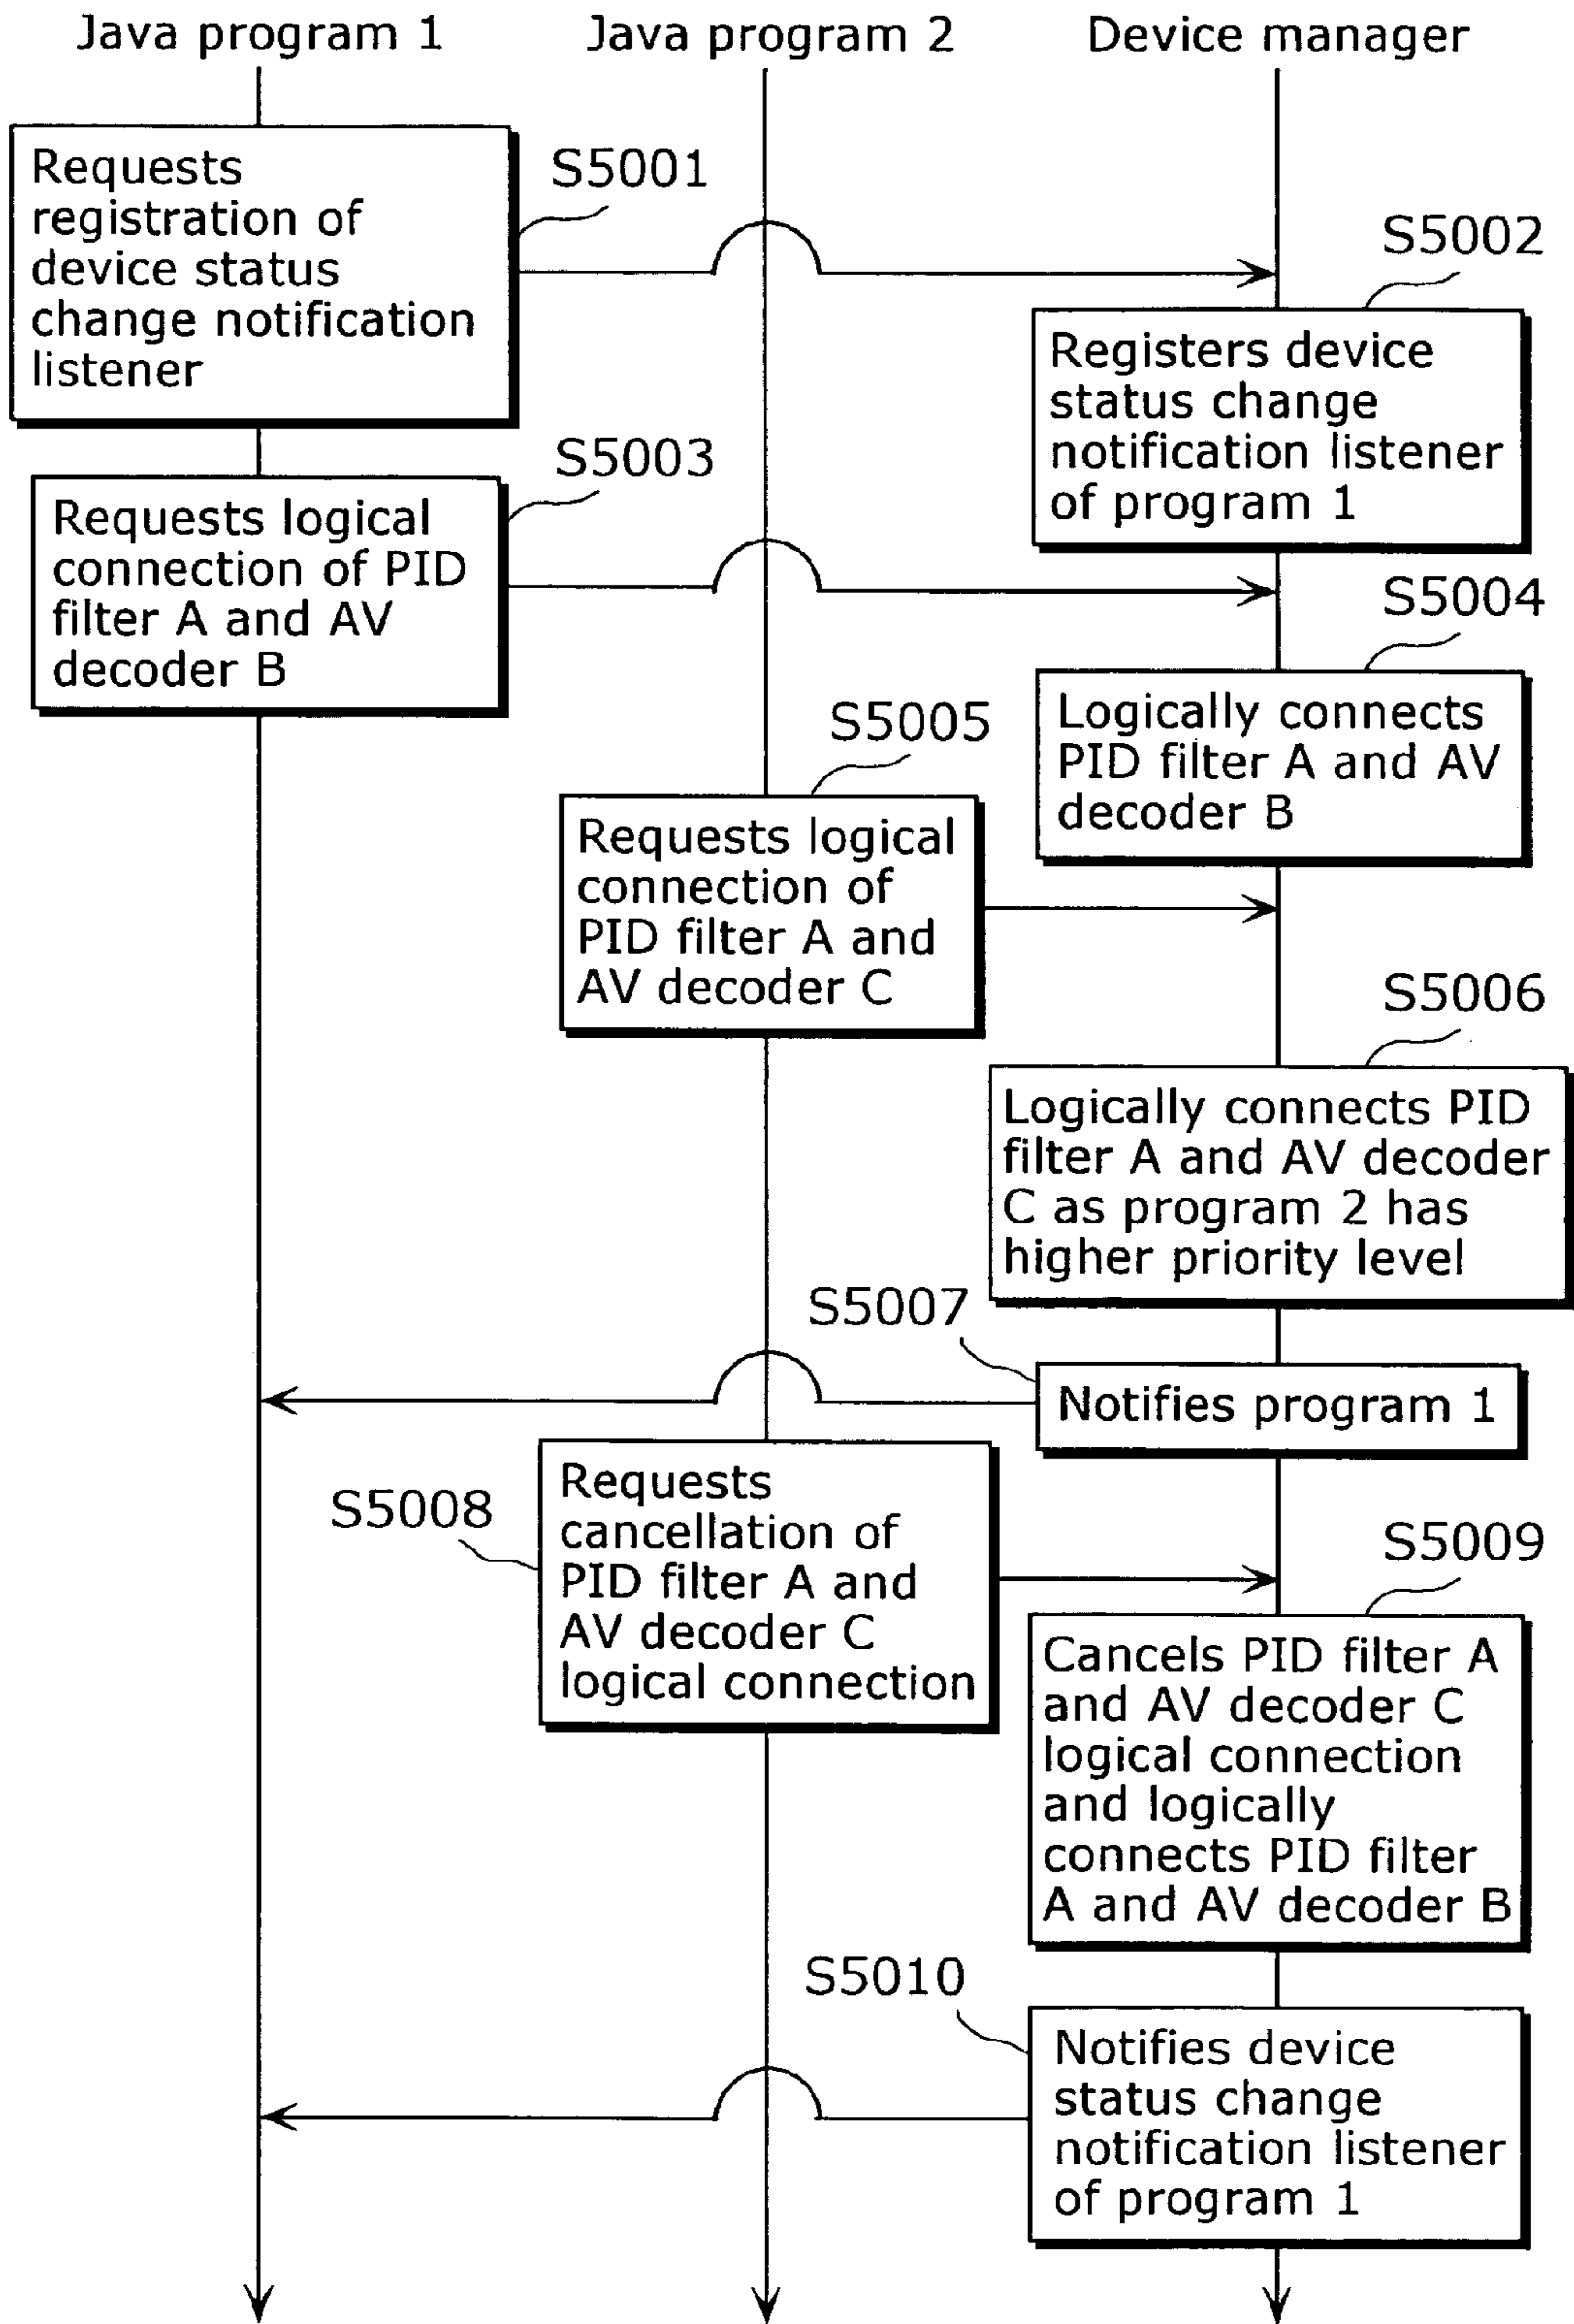 Java program 1
Java program 2
Device manager
Requests
registration of
device status
change notification
listener
S5001
S5002
Registers device
status change
notification listener
of program 1
S5003
Requests logical
connection of PID
filter A and AV
decoder B
S5004
Logically connects
PID filter A and AV
decoder B
S5005
Requests logical
connection of
PID filter A and
AV decoder C
S5006
Logically connects PID
filter A and AV decoder
C as program 2 has
higher priority level
S5007
Notifies program 1
S5008
Requests
cancellation of
PID filter A and
AV decoder C
logical connection
S5009
Cancels PID filter A
and AV decoder C
logical connection
and logically
connects PID filter
A and AV decoder B
S5010
Notifies device
status change
notification listener
of program 1